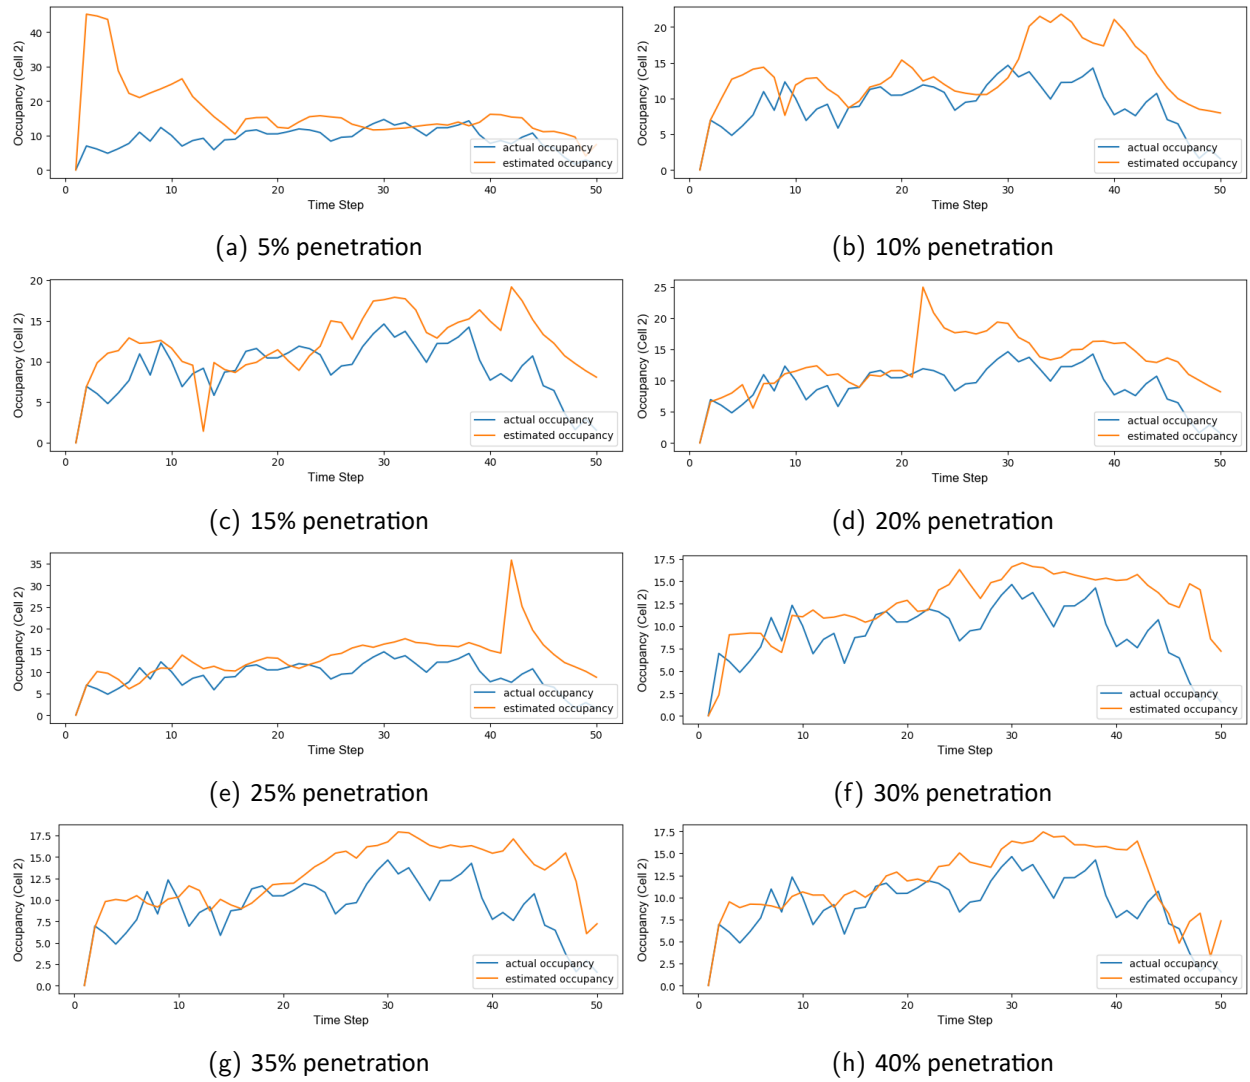 Occupancy (Cell 2)
40
30
20
10
0
0 10 20 30 40 50
Time Step
actual occupancy
estimated occupancy
(a) 5% penetration
Occupancy (Cell 2)
20
15
10
5
0
0 10 20 30 40 50
Time Step
actual occupancy
estimated occupancy
(b) 10% penetration
Occupancy (Cell 2)
20
15
10
5
0
0 10 20 30 40 50
Time Step
actual occupancy
estimated occupancy
(c) 15% penetration
Occupancy (Cell 2)
25
20
15
10
5
0
0 10 20 30 40 50
Time Step
actual occupancy
estimated occupancy
(d) 20% penetration
Occupancy (Cell 2)
35
30
25
20
15
10
5
0
0 10 20 30 40 50
Time Step
actual occupancy
estimated occupancy
(e) 25% penetration
Occupancy (Cell 2)
17.5
15.0
12.5
10.0
7.5
5.0
2.5
0.0
0 10 20 30 40 50
Time Step
actual occupancy
estimated occupancy
(f) 30% penetration
Occupancy (Cell 2)
17.5
15.0
12.5
10.0
7.5
5.0
2.5
0.0
0 10 20 30 40 50
Time Step
actual occupancy
estimated occupancy
(g) 35% penetration
Occupancy (Cell 2)
17.5
15.0
12.5
10.0
7.5
5.0
2.5
0.0
0 10 20 30 40 50
Time Step
actual occupancy
estimated occupancy
(h) 40% penetration